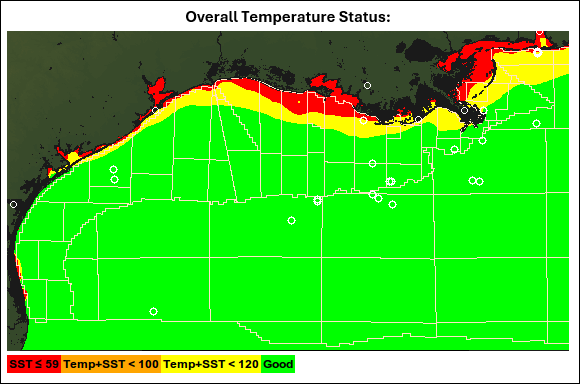 Overall Temperature Status:
SST ≤ 59 Temp+SST < 100 Temp+SST < 120 Good